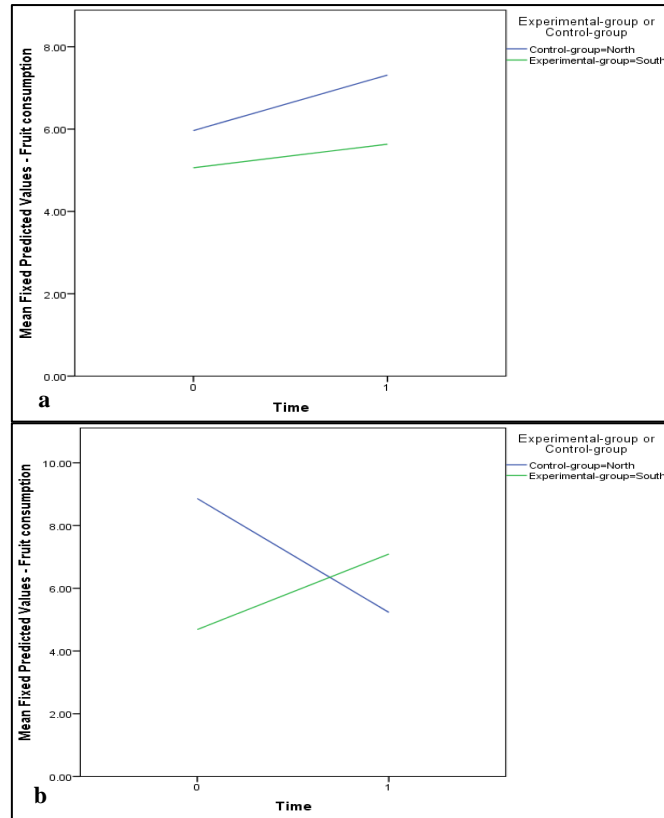 Experimental-group or
Control-group
Control-group=North
Experimental-group=South
Mean Fixed Predicted Values - Fruit consumption
8.00
6.00
4.00
2.00
0.00
0
1
Time
a
Experimental-group or
Control-group
Control-group=North
Experimental-group=South
Mean Fixed Predicted Values - Fruit consumption
10.00
8.00
6.00
4.00
2.00
0.00
0
1
Time
b